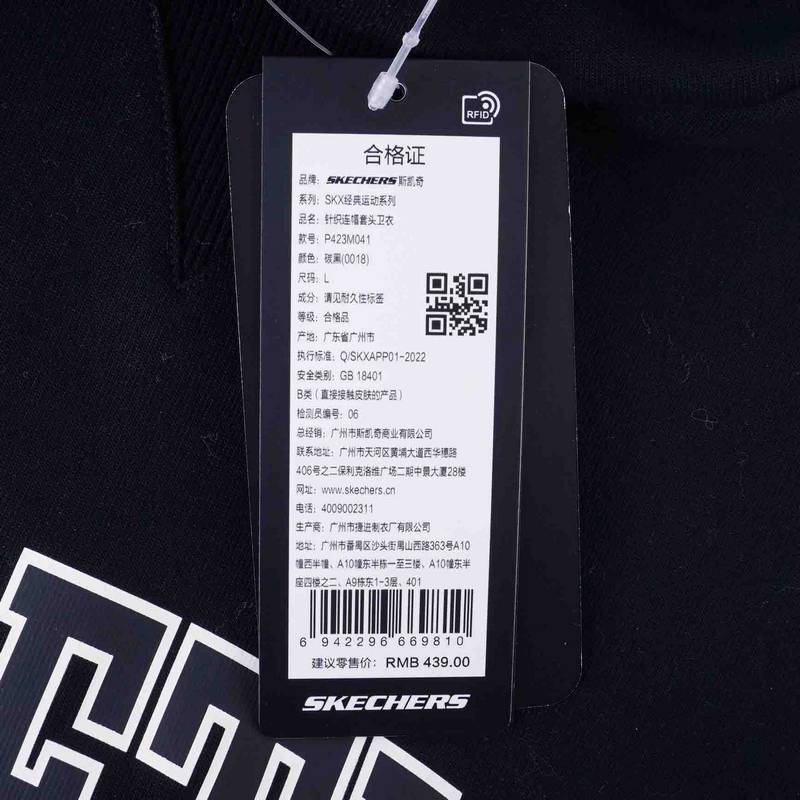 RFID
合格证
品牌: SKECHERS 斯凯奇
系列: SKX经典运动系列
品名: 针织连帽套头卫衣
款号: P423M041
颜色: 碳黑(0018)
尺码: L
成分: 请见耐久性标签
等级: 合格品
产地: 广东省广州市
执行标准: Q/SKXAPP01-2022
安全类别: GB 18401
B类 (直接接触皮肤的产品)
检测员编号: 06
总经销: 广州市斯凯奇商业有限公司
联系地址: 广州市天河区黄埔大道西华穗路
406号之二保利克洛维广场二期中景大厦28楼
网址: www.skechers.cn
电话: 4009002311
生产商: 广州市捷进制衣厂有限公司
地址: 广州市番禺区沙头街禺山西路363号A10
幢西半幢、A10幢东半栋一至三楼、A10幢东半
座四楼之二、A9栋东1-3层、401
6 942296 669810
建议零售价: RMB 439.00
SKECHERS